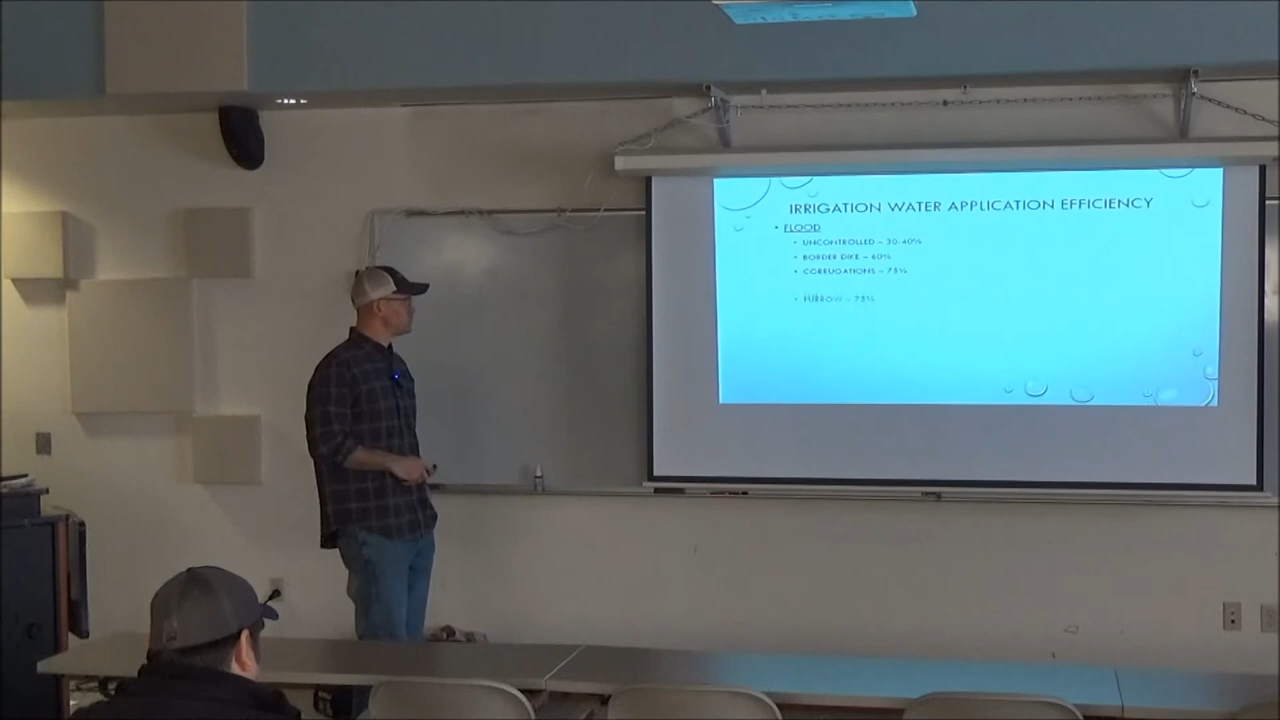 IRRIGATION WATER APPLICATION EFFICIENCY
• FLOOD
• UNCONTROLLED – 30-40%
• BORDER DIKE – 60%
• CORRUGATIONS – 75%
• FURROW – 75%